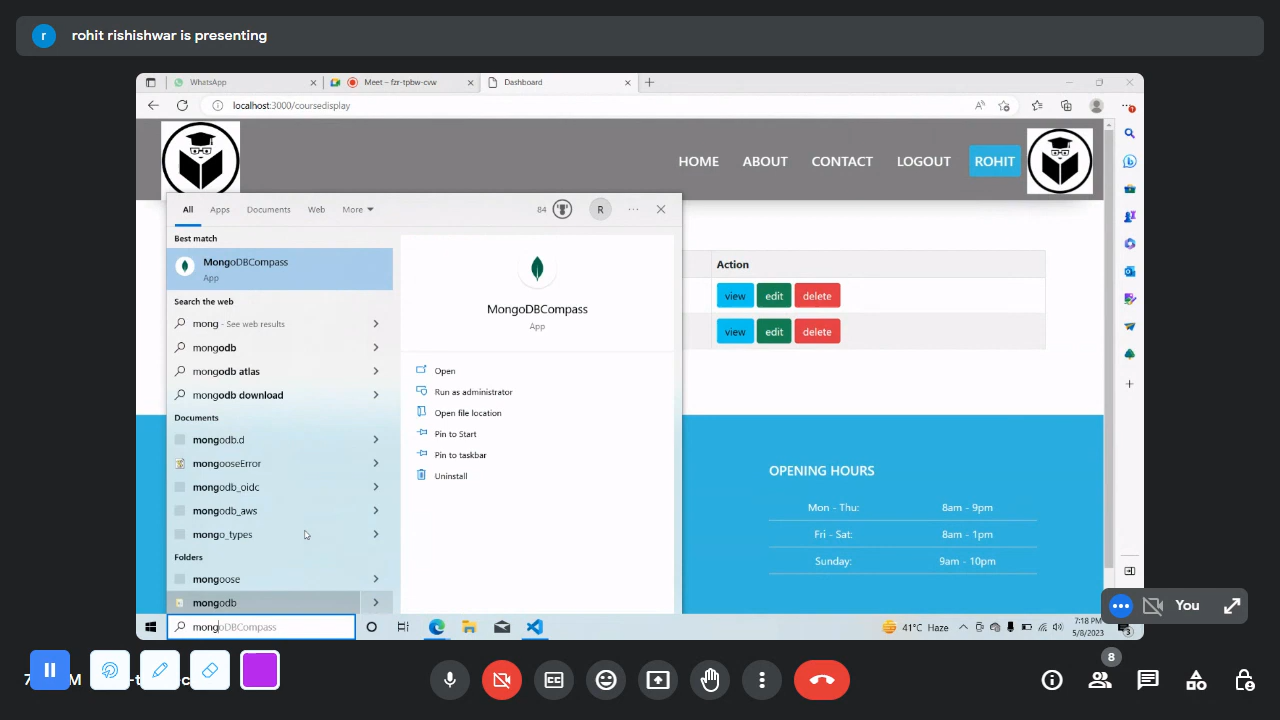 r rohit rishishwar is presenting
WhatsApp
Meet – fzr-tpbw-cvw
Dashboard
localhost:3000/coursedisplay
HOME ABOUT CONTACT LOGOUT ROHIT
All Apps Documents Web More 84 R
Best match
MongoDBCompass
App
Search the web
mong - See web results
mongodb
mongodb atlas
mongodb download
Documents
mongodb.d
mongooseError
mongodb_oidc
mongodb_aws
mongo_types
Folders
mongoose
mongodb
MongoDBCompass
App
Open
Run as administrator
Open file location
Pin to Start
Pin to taskbar
Uninstall
Action
view edit delete
view edit delete
OPENING HOURS
Mon - Thu: 8am - 9pm
Fri - Sat: 8am - 1pm
Sunday: 9am - 10pm
You
mongoDBCompass
41°C Haze
7:18 PM
5/8/2023
3
8